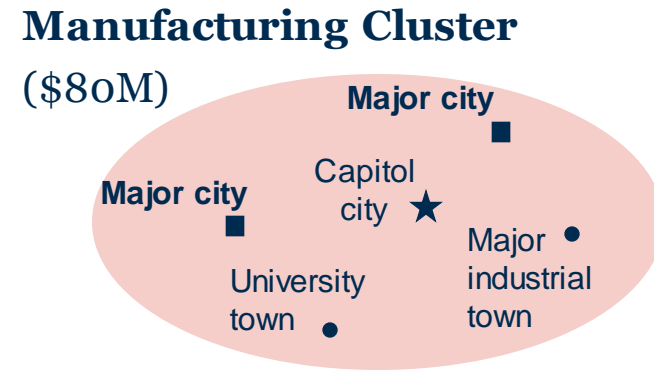 Manufacturing Cluster
($80M)
Major city
Capitol
city
Major city
Major
industrial
town
University
town